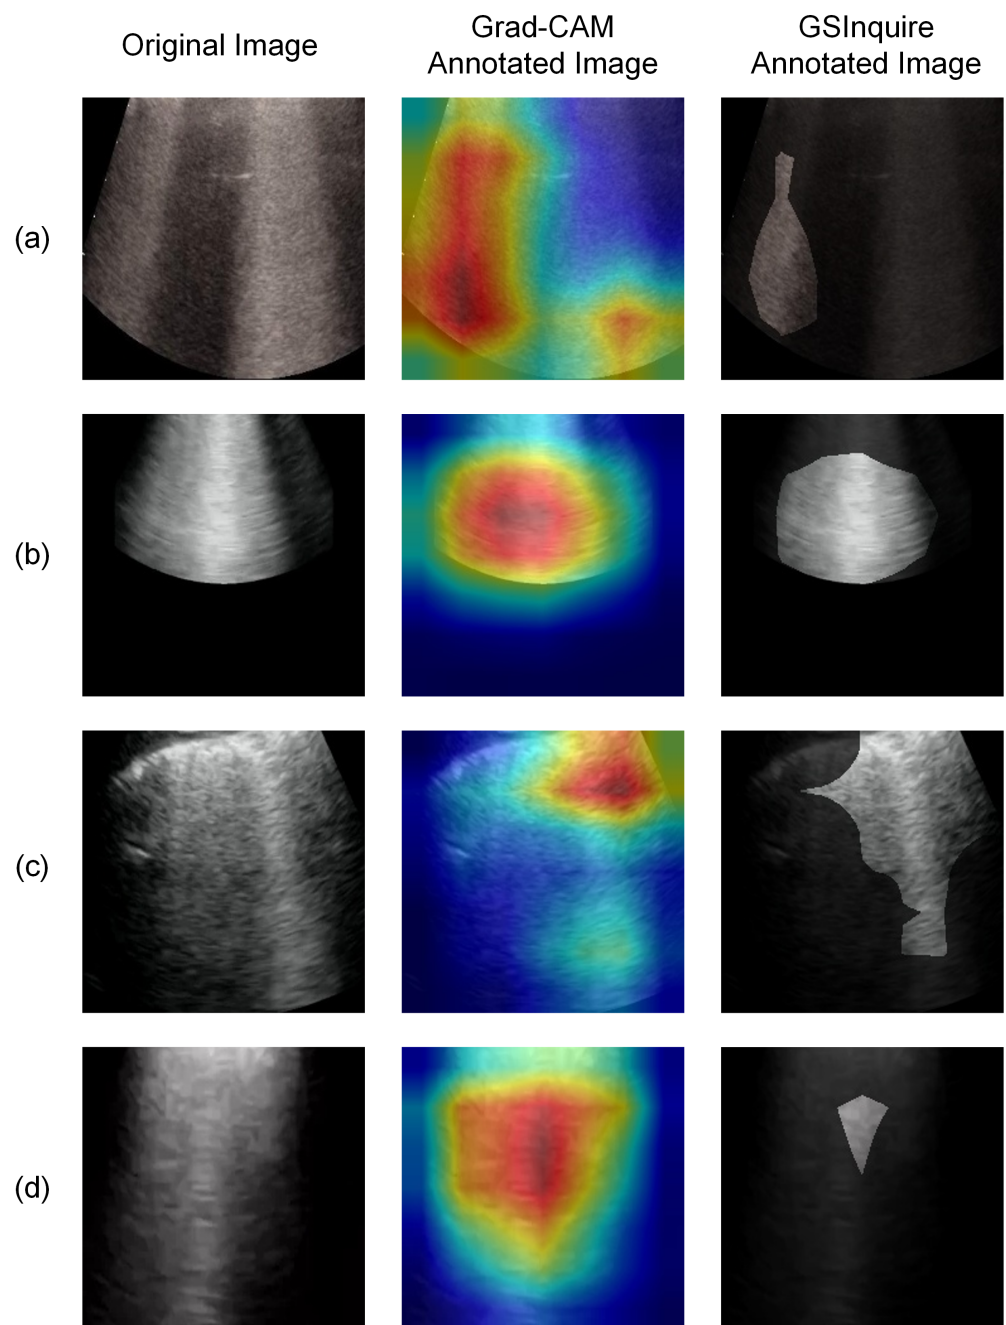 Original Image
Grad-CAM
Annotated Image
GSInquire
Annotated Image
(a)
(b)
(c)
(d)